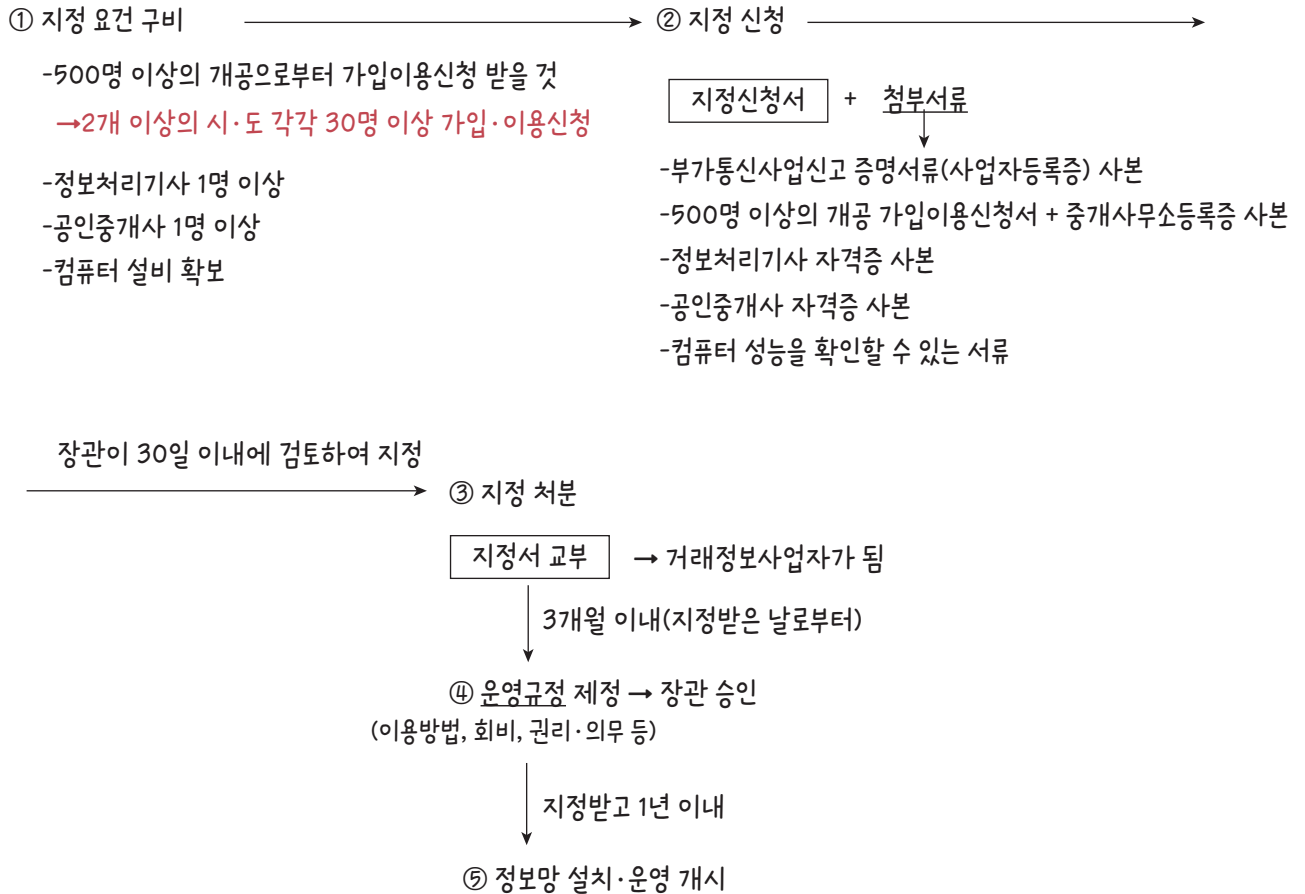 ① 지정 요건 구비
-500명 이상의 개공으로부터 가입이용신청 받을 것
→2개 이상의 시·도 각각 30명 이상 가입·이용신청
-정보처리기사 1명 이상
-공인중개사 1명 이상
-컴퓨터 설비 확보
② 지정 신청
지정신청서 + 첨부서류
-부가통신사업신고 증명서류(사업자등록증) 사본
-500명 이상의 개공 가입이용신청서 + 중개사무소등록증 사본
-정보처리기사 자격증 사본
-공인중개사 자격증 사본
-컴퓨터 성능을 확인할 수 있는 서류
장관이 30일 이내에 검토하여 지정
③ 지정 처분
지정서 교부 → 거래정보사업자가 됨
3개월 이내(지정받은 날로부터)
④ 운영규정 제정 → 장관 승인
(이용방법, 회비, 권리·의무 등)
지정받고 1년 이내
⑤ 정보망 설치·운영 개시